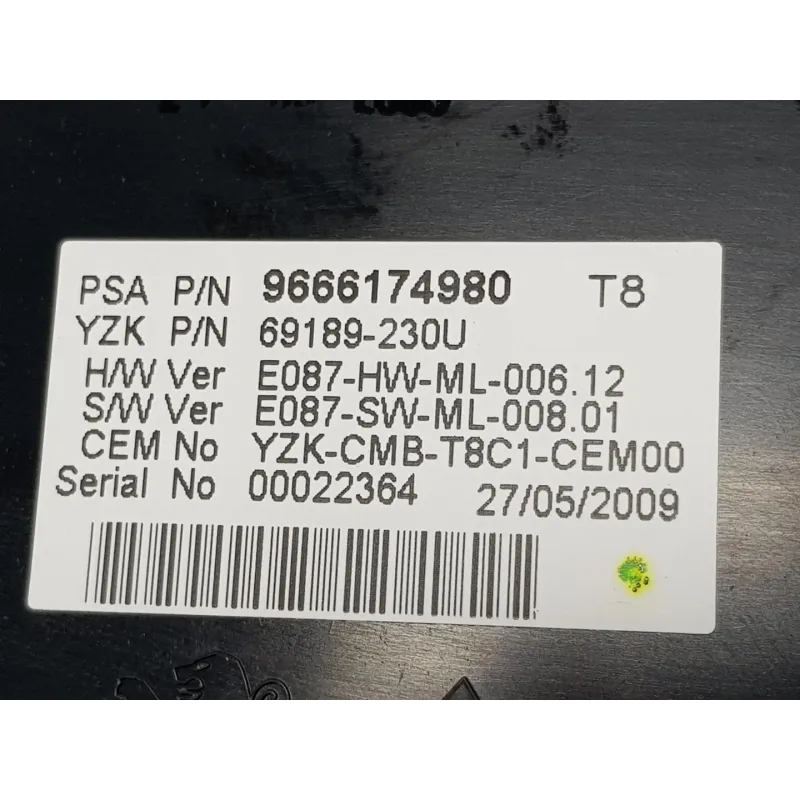 PSA P/N 9666174980 T8
YZK P/N 69189-230U
H/W Ver E087-HW-ML-006.12
S/W Ver E087-SW-ML-008.01
CEM No YZK-CMB-T8C1-CEM00
Serial No 00022364 27/05/2009